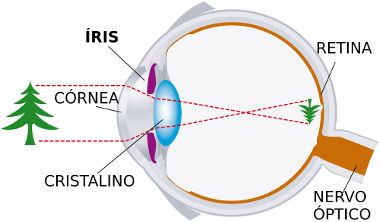 ÍRIS
RETINA
CÓRNEA
CRISTALINO
NERVO
ÓPTICO